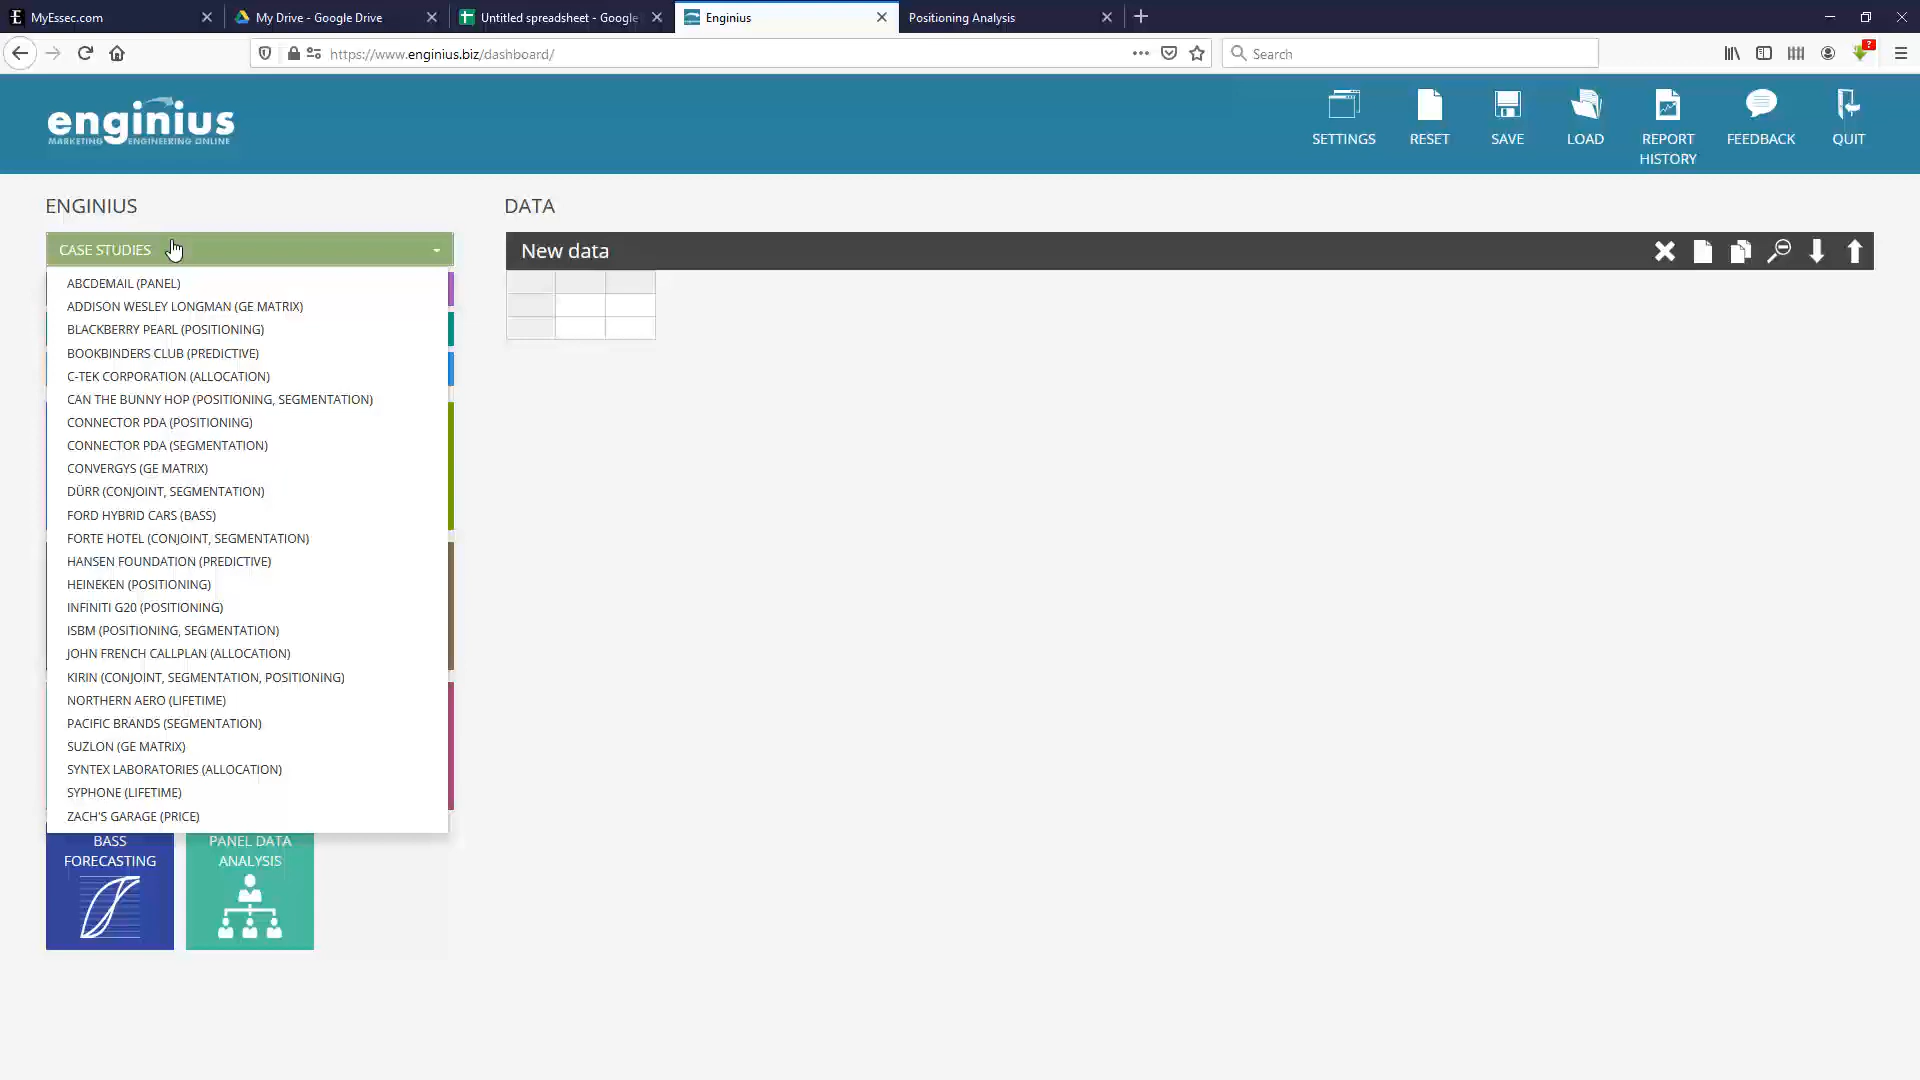 MyEssec.com
My Drive - Google Drive
Untitled spreadsheet - Google
Enginius
Positioning Analysis
https://www.enginius.biz/dashboard/
Search
enginius
MARKETING ENGINEERING ONLINE
SETTINGS
RESET
SAVE
LOAD
REPORT
HISTORY
FEEDBACK
QUIT
ENGINIUS
DATA
CASE STUDIES
New data
ABCDEMAIL (PANEL)
ADDISON WESLEY LONGMAN (GE MATRIX)
BLACKBERRY PEARL (POSITIONING)
BOOKBINDERS CLUB (PREDICTIVE)
C-TEK CORPORATION (ALLOCATION)
CAN THE BUNNY HOP (POSITIONING, SEGMENTATION)
CONNECTOR PDA (POSITIONING)
CONNECTOR PDA (SEGMENTATION)
CONVERGYS (GE MATRIX)
DÜRR (CONJOINT, SEGMENTATION)
FORD HYBRID CARS (BASS)
FORTE HOTEL (CONJOINT, SEGMENTATION)
HANSEN FOUNDATION (PREDICTIVE)
HEINEKEN (POSITIONING)
INFINITI G20 (POSITIONING)
ISBM (POSITIONING, SEGMENTATION)
JOHN FRENCH CALLPLAN (ALLOCATION)
KIRIN (CONJOINT, SEGMENTATION, POSITIONING)
NORTHERN AERO (LIFETIME)
PACIFIC BRANDS (SEGMENTATION)
SUZLON (GE MATRIX)
SYNTEX LABORATORIES (ALLOCATION)
SYPHONE (LIFETIME)
ZACH'S GARAGE (PRICE)
BASS
FORECASTING
PANEL DATA
ANALYSIS